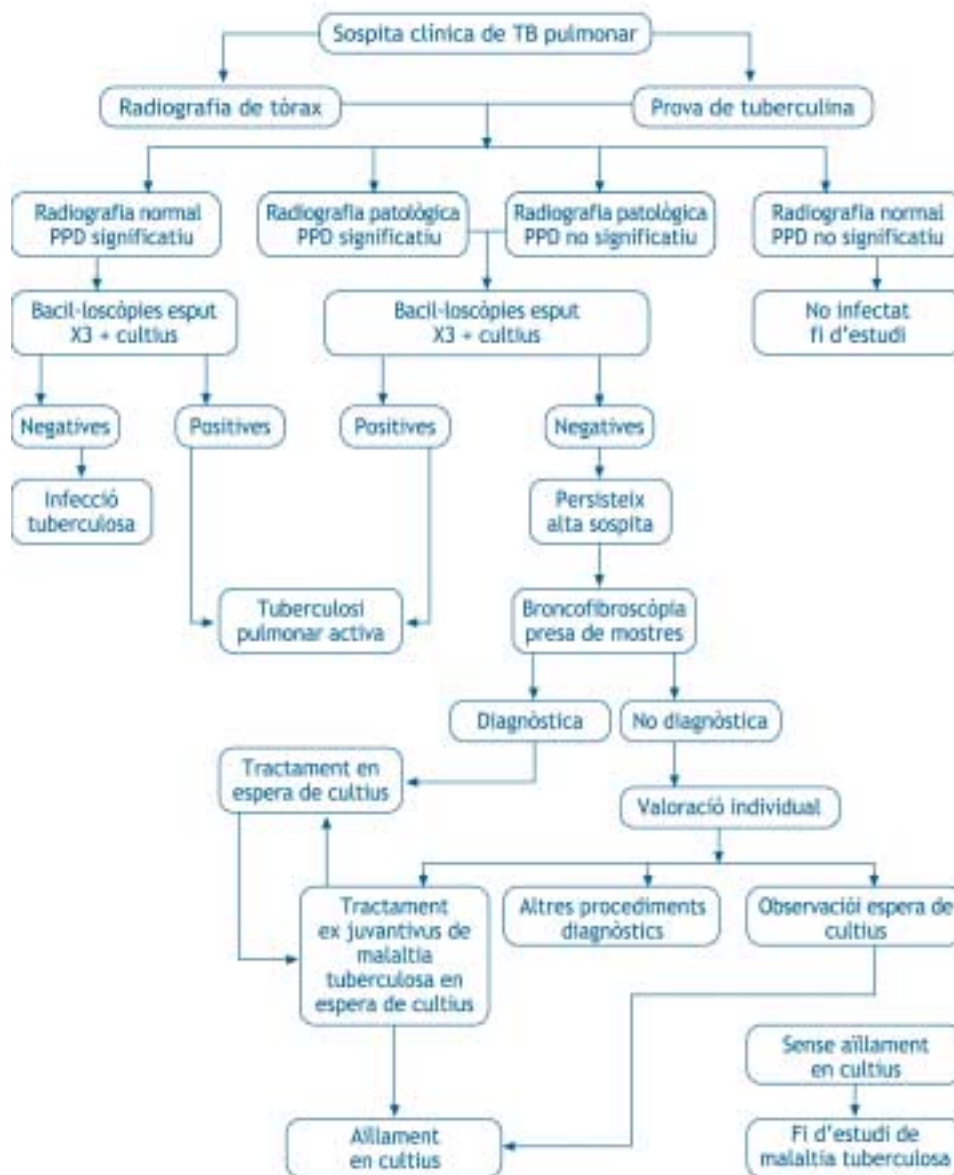 Sospita clínica de TB pulmonar
Radiografia de tòrax
Prova de tuberculina
Radiografia normal
PPD significatiu
Radiografia patològica
PPD significatiu
Radiografia patològica
PPD no significatiu
Radiografia normal
PPD no significatiu
Bacil-loscòpies esput
X3 + cultius
Bacil-loscòpies esput
X3 + cultius
No infectat
fi d'estudi
Negatives
Positives
Positives
Negatives
Infecció
tuberculosa
Persisteix
alta sospita
Tuberculosi
pulmonar activa
Broncofibroscòpia
presa de mostres
Diagnòstica
No diagnòstica
Tractament en
espera de cultius
Valoració individual
Tractament
ex juvantivus de
malaltia
tuberculosa en
espera de cultius
Altres procediments
diagnòstics
Observacióí espera de
cultius
Sense aïllament
en cultius
Aïllament
en cultius
Fi d'estudi de
malaltia tuberculosa